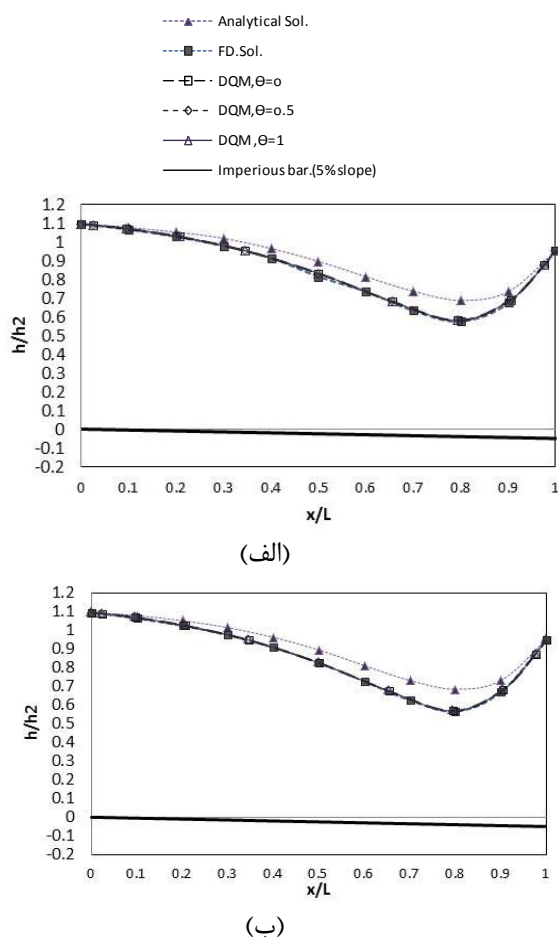 Analytical Sol.
FD.Sol.
DQM,Ɵ=o
DQM,Ɵ=o.5
DQM ,Ɵ=1
Imperious bar.(5%slope)
1.2
1.1
1
0.9
0.8
0.7
0.6
0.5
0.4
0.3
0.2
0.1
0
-0.1
-0.2
h/h2
0 0.1 0.2 0.3 0.4 0.5 0.6 0.7 0.8 0.9 1
x/L
(الف)
1.2
1.1
1
0.9
0.8
0.7
0.6
0.5
0.4
0.3
0.2
0.1
0
-0.1
-0.2
h/h2
0 0.1 0.2 0.3 0.4 0.5 0.6 0.7 0.8 0.9 1
x/L
(ب)